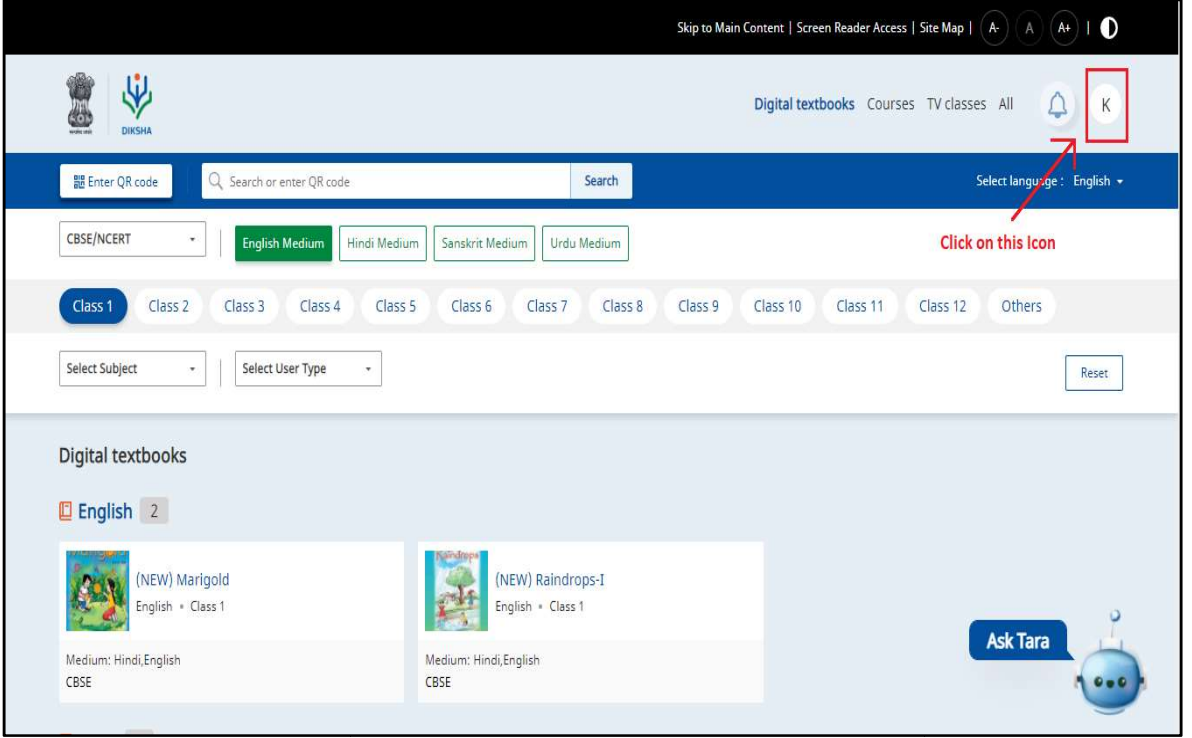 Skip to Main Content | Screen Reader Access | Site Map | A- A A+ |
DIKSHA
Digital textbooks Courses TV classes All K
Enter QR code Search or enter QR code Search Select language : English
Click on this Icon
CBSE/NCERT English Medium Hindi Medium Sanskrit Medium Urdu Medium
Class 1 Class 2 Class 3 Class 4 Class 5 Class 6 Class 7 Class 8 Class 9 Class 10 Class 11 Class 12 Others
Select Subject Select User Type Reset
Digital textbooks
English 2
(NEW) Marigold
English Class 1
Medium: Hindi,English
CBSE
Raindrops
(NEW) Raindrops-I
English Class 1
Medium: Hindi,English
CBSE
Ask Tara